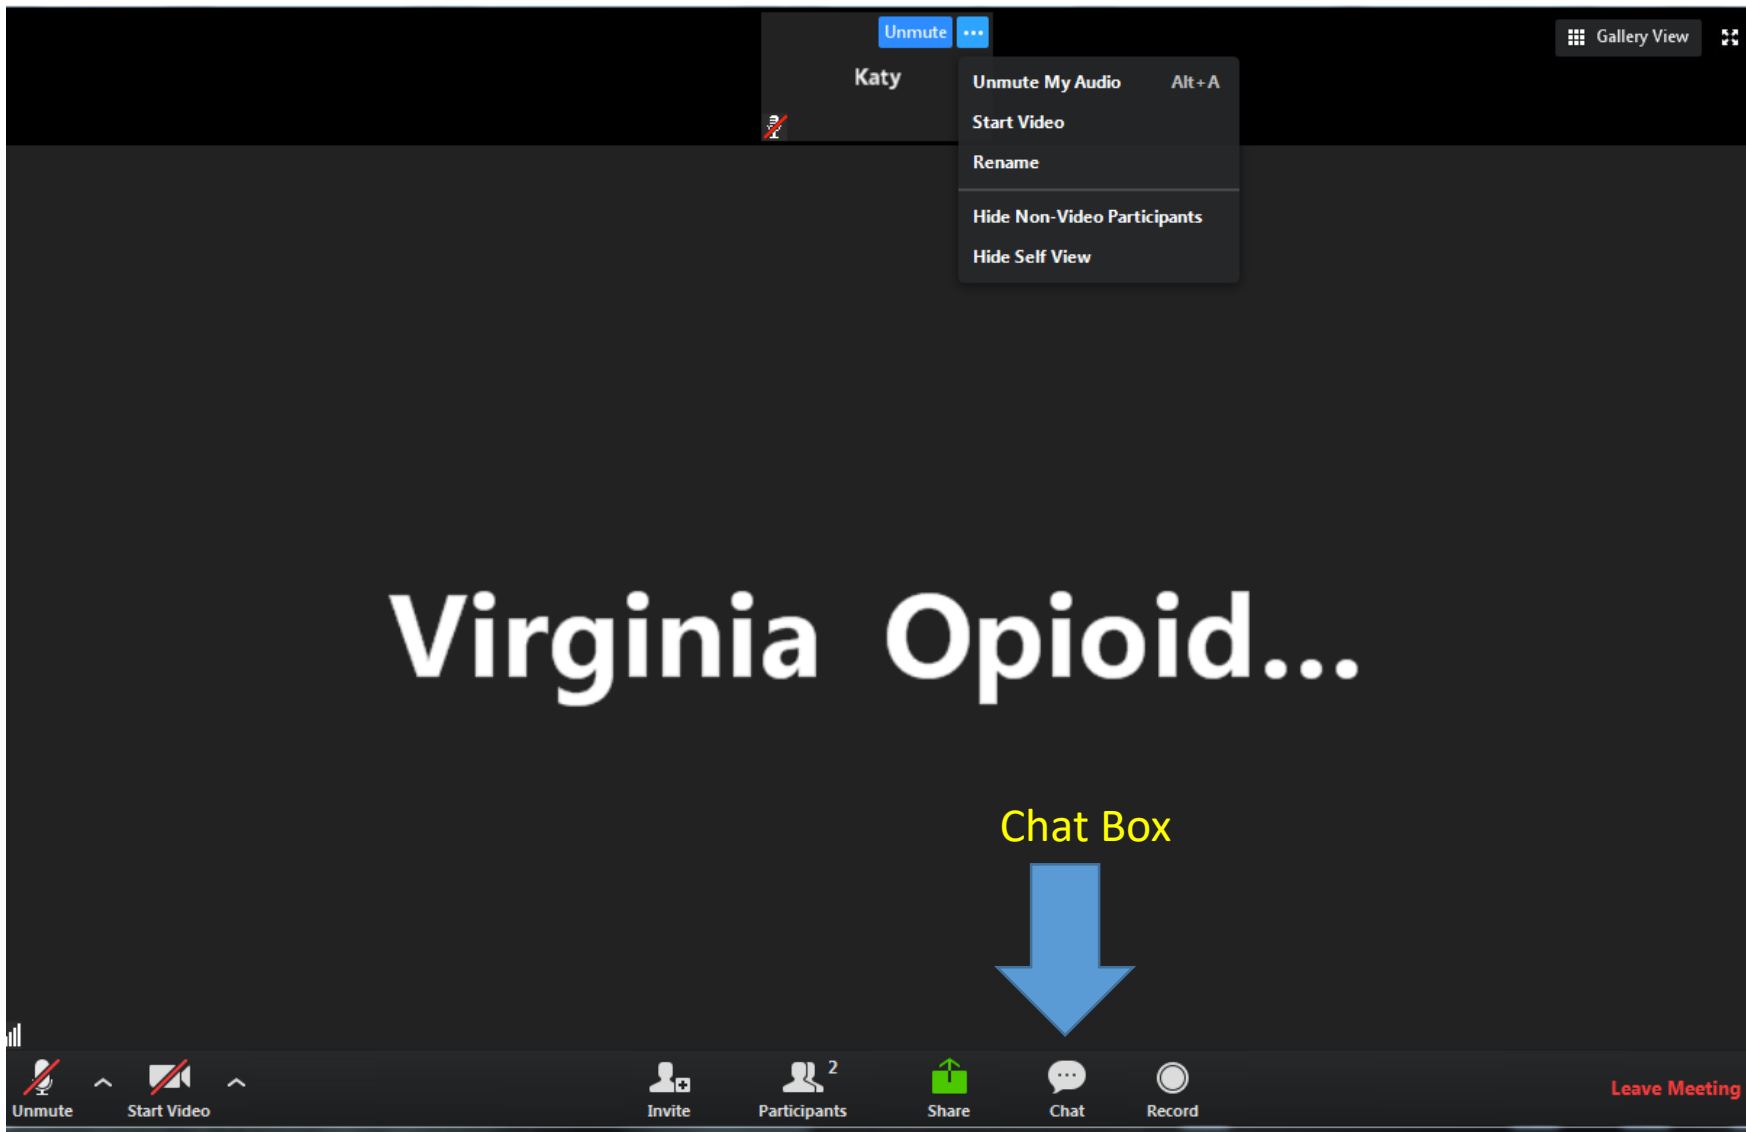 Unmute
Gallery View
Katy
Unmute My Audio Alt+A
Start Video
Rename
Hide Non-Video Participants
Hide Self View
Virginia Opioid...
Chat Box
2
Unmute
Start Video
Invite
Participants
Share
Chat
Record
Leave Meeting